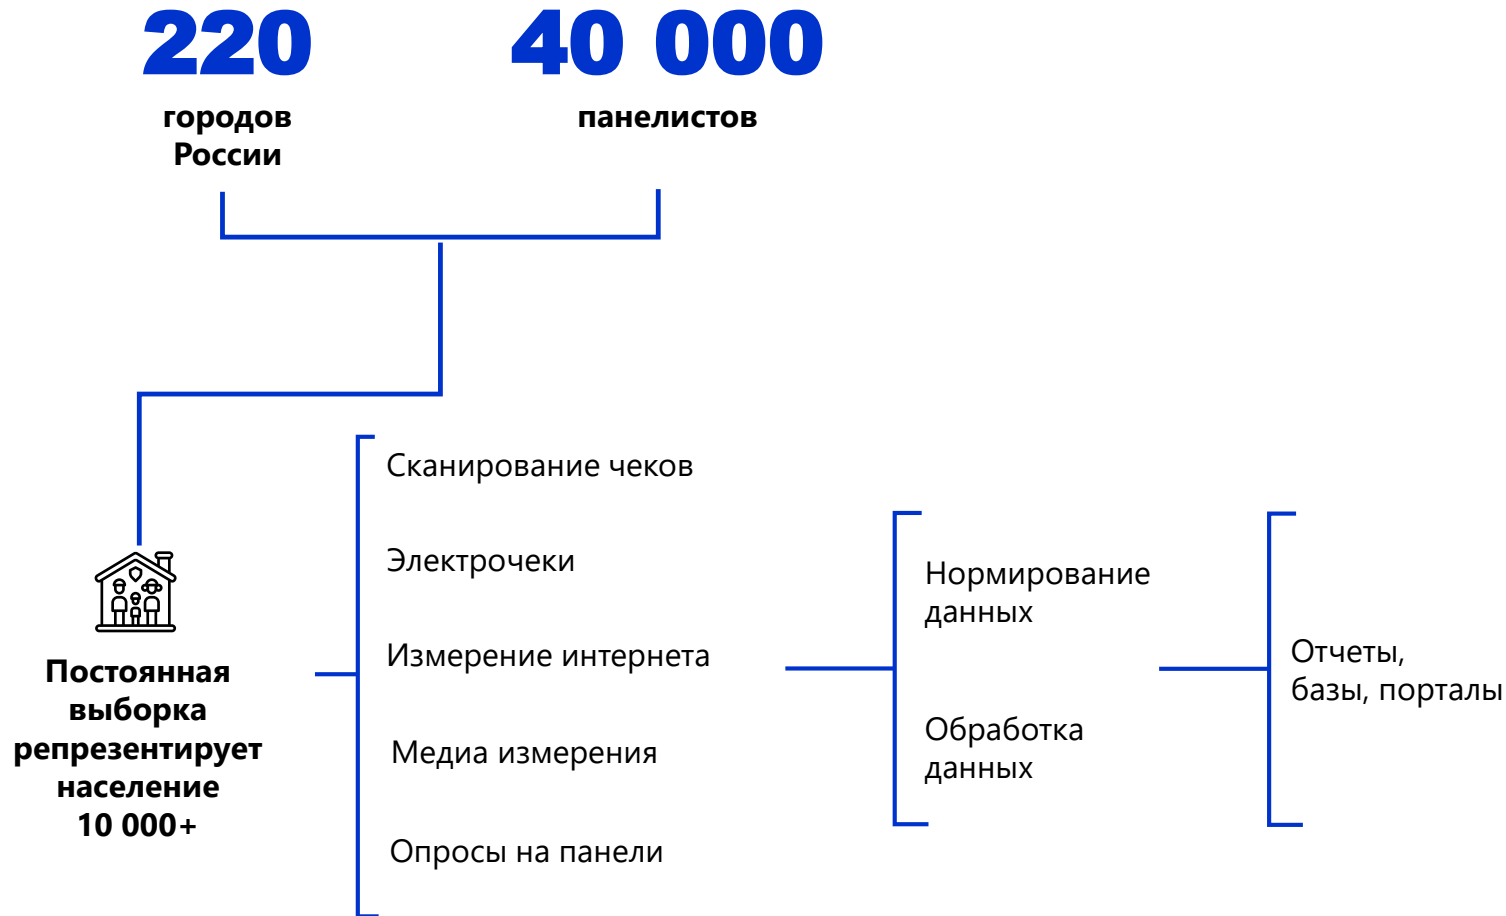 220
городов
России
40 000
панелистов
Постоянная
выборка
репрезентирует
население
10 000+
Сканирование чеков
Электрочеки
Измерение интернета
Медиа измерения
Опросы на панели
Нормирование
данных
Обработка
данных
Отчеты,
базы, порталы